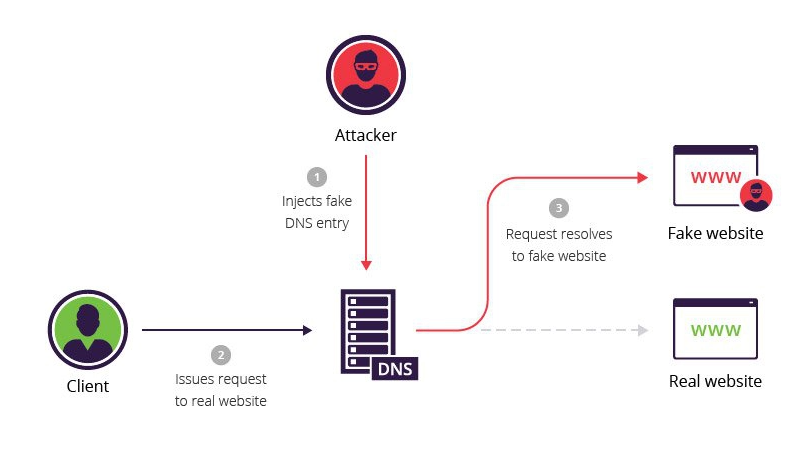 Attacker
1
Injects fake
DNS entry
Client
2
Issues request
to real website
DNS
3
Request resolves
to fake website
WWW
Fake website
WWW
Real website